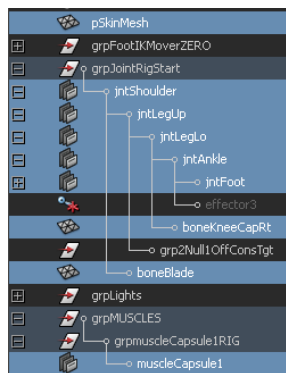 pSkinMesh
grpFootIKMoverZERO
grpJointRigStart
jntShoulder
jntLegUp
jntLegLo
jntAnkle
jntFoot
effector3
boneKneeCapRt
grp2Null1OffConsTgt
boneBlade
grpLights
grpMUSCLES
grpmuscleCapsule1RIG
muscleCapsule1